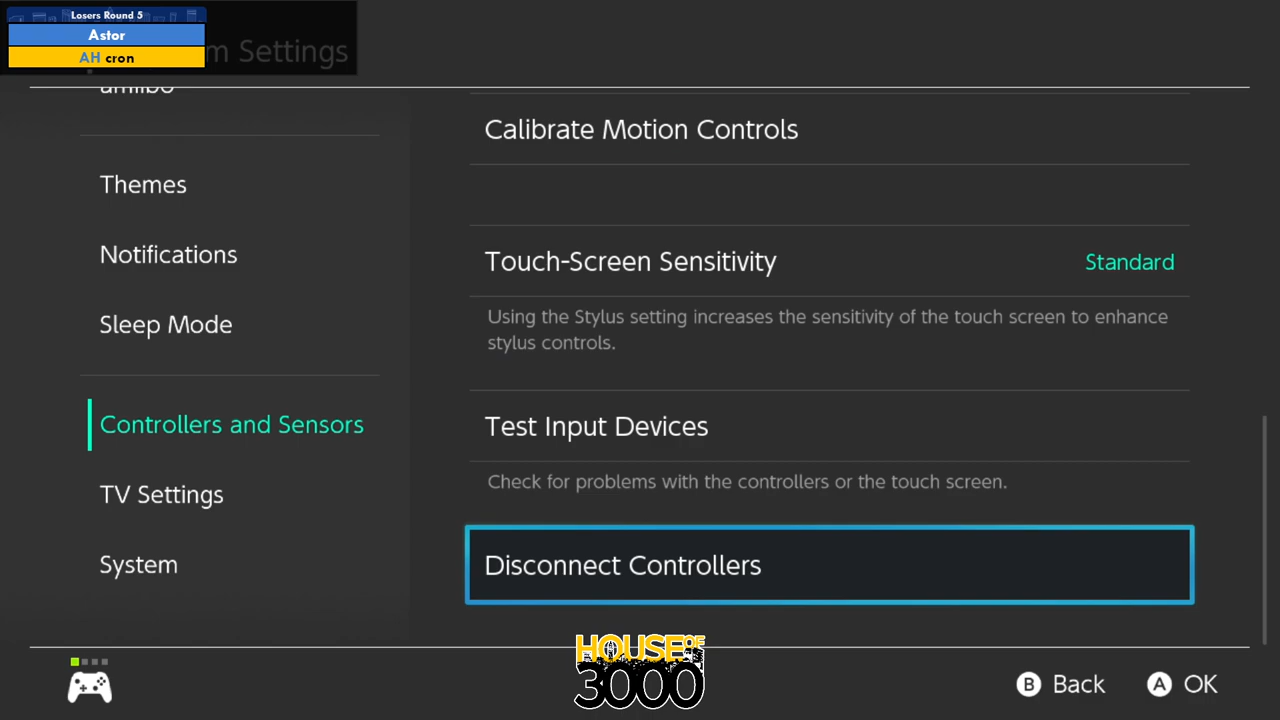 Losers Round 5
Astor
AH cron
m Settings
amiibo
Themes
Notifications
Sleep Mode
Controllers and Sensors
TV Settings
System
Calibrate Motion Controls
Touch-Screen Sensitivity Standard
Using the Stylus setting increases the sensitivity of the touch screen to enhance
stylus controls.
Test Input Devices
Check for problems with the controllers or the touch screen.
Disconnect Controllers
HOUSE OF
3000
B Back A OK